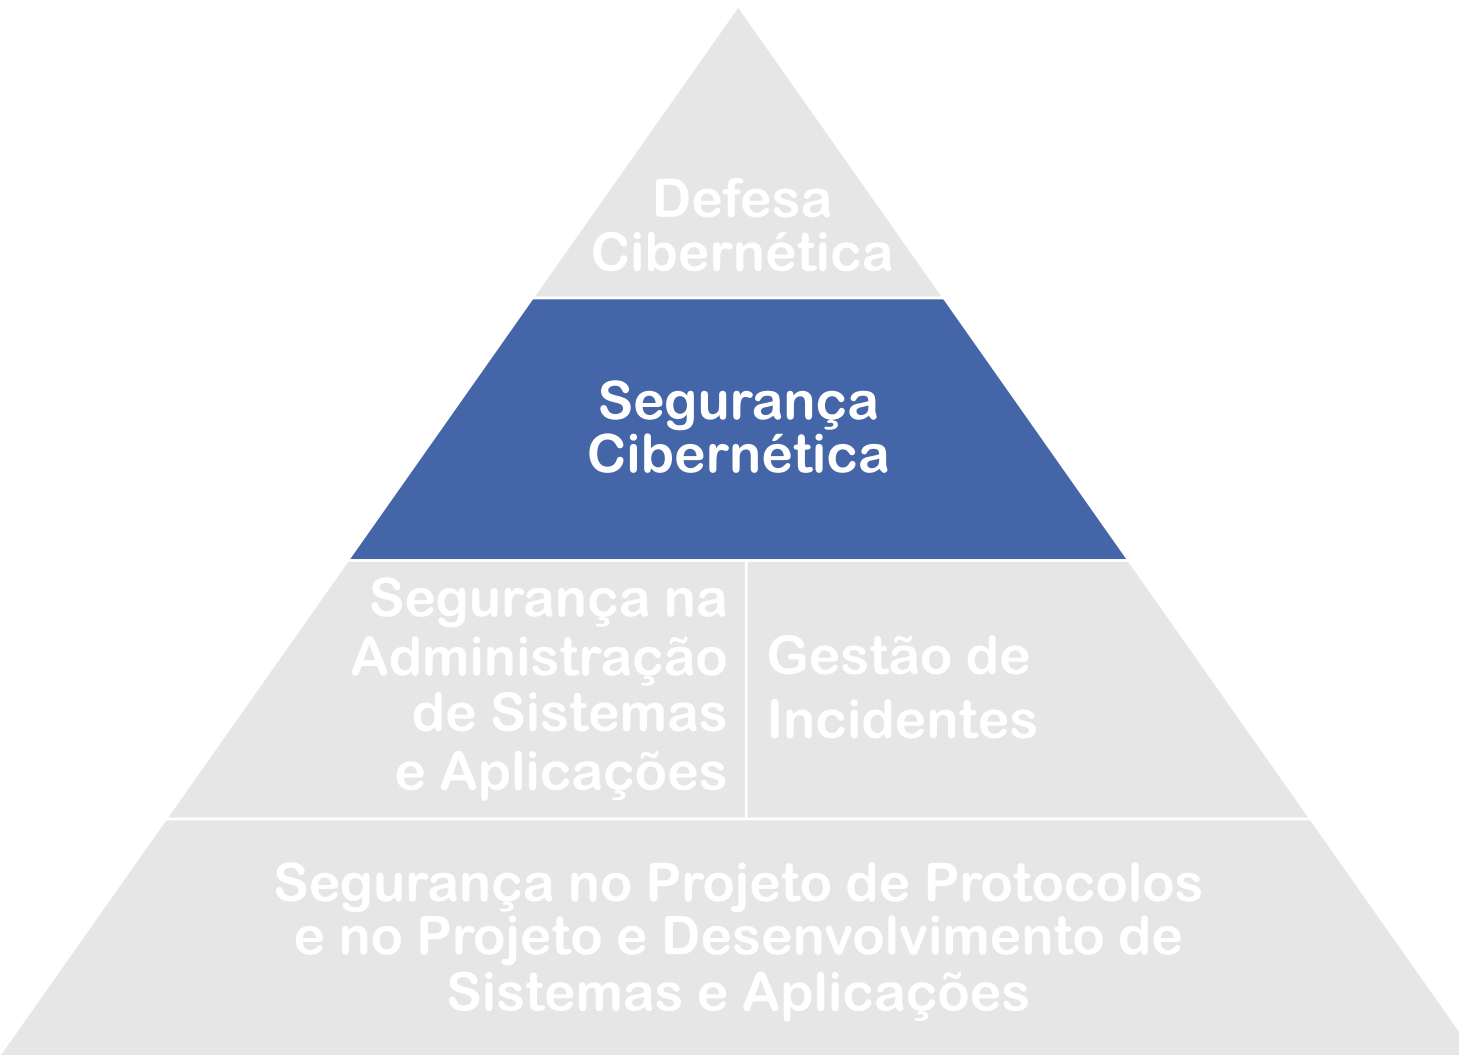 Defesa
Cibernética
Segurança
Cibernética
Segurança na
Administração
de Sistemas
e Aplicações
Gestão de
Incidentes
Segurança no Projeto de Protocolos
e no Projeto e Desenvolvimento de
Sistemas e Aplicações